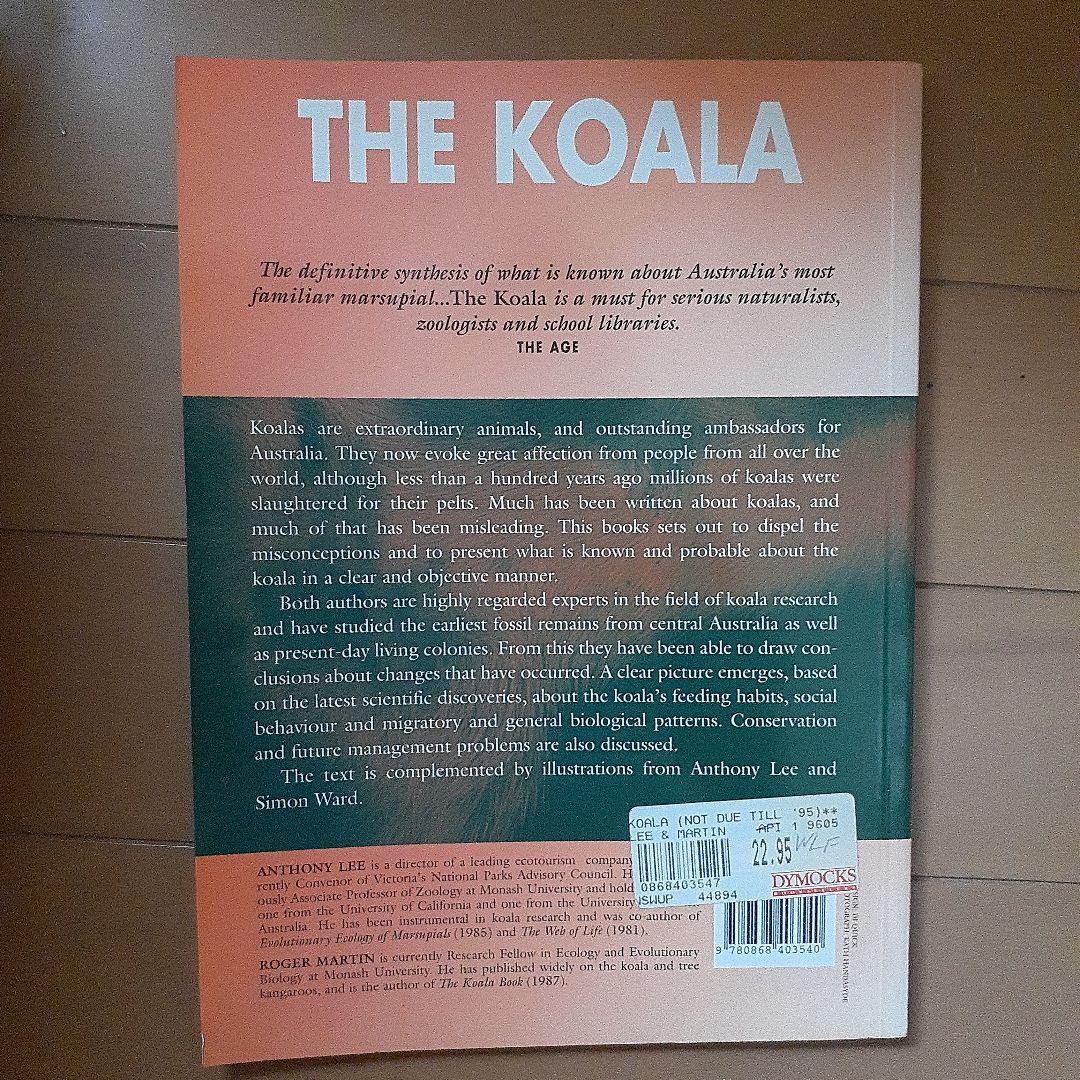 THE KOALA
The definitive synthesis of what is known about Australia's most
familiar marsupial...The Koala is a must for serious naturalists,
zoologists and school libraries.
THE AGE
Koalas are extraordinary animals, and outstanding ambassadors for
Australia. They now evoke great affection from people from all over the
world, although less than a hundred years ago millions of koalas were
slaughtered for their pelts. Much has been written about koalas, and
much of that has been misleading. This books sets out to dispel the
misconceptions and to present what is known and probable about the
koala in a clear and objective manner.
Both authors are highly regarded experts in the field of koala research
and have studied the earliest fossil remains from central Australia as well
as present-day living colonies. From this they have been able to draw con-
clusions about changes that have occurred. A clear picture emerges, based
on the latest scientific discoveries, about the koala's feeding habits, social
behaviour and migratory and general biological patterns. Conservation
and future management problems are also discussed.
The text is complemented by illustrations from Anthony Lee and
Simon Ward.
KOALA (NOT DUE TILL '95)**
LEE & MARTIN API 1 9605
22.95 WLF
0868403547
NSWUP 44894
DYMOCKS
ANTHONY LEE is a director of a leading ecotourism company
rently Convenor of Victoria's National Parks Advisory Council. H
ously Associate Professor of Zoology at Monash University and hold
one from the University of California and one from the University
Australia. He has been instrumental in koala research and was co-author of
Evolutionary Ecology of Marsupials (1985) and The Web of Life (1981).
ROGER MARTIN is currently Research Fellow in Ecology and Evolutionary
Biology at Monash University. He has published widely on the koala and tree
kangaroos, and is the author of The Koala Book (1987).
9 780868 403540